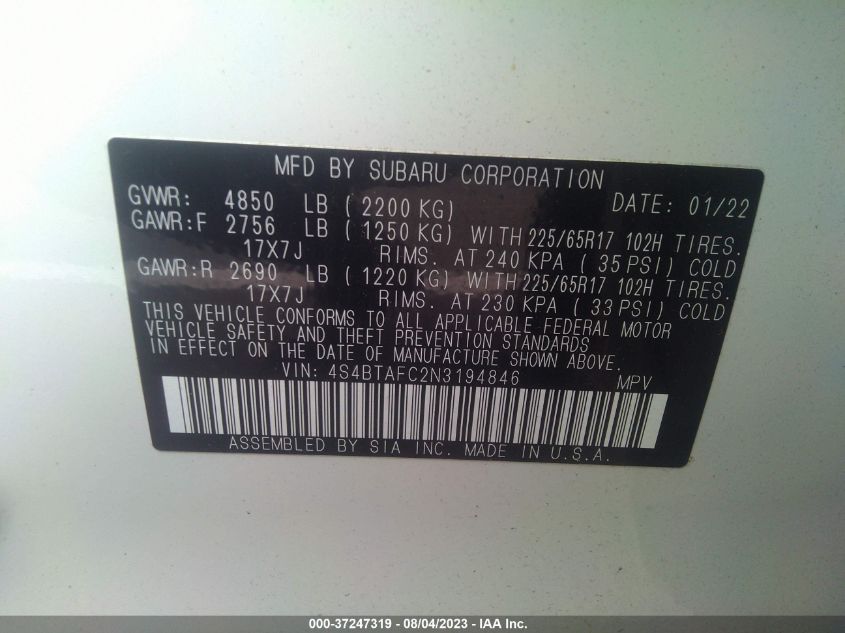 MFD BY SUBARU CORPORATION
GVWR: 4850 LB ( 2200 KG) DATE: 01/22
GAWR:F 2756 LB ( 1250 KG) WITH 225/65R17 102H TIRES.
17X7J RIMS. AT 240 KPA ( 35 PSI) COLD
GAWR:R 2690 LB ( 1220 KG) WITH 225/65R17 102H TIRES.
17X7J RIMS. AT 230 KPA ( 33 PSI) COLD
THIS VEHICLE CONFORMS TO ALL APPLICABLE FEDERAL MOTOR
VEHICLE SAFETY AND THEFT PREVENTION STANDARDS
IN EFFECT ON THE DATE OF MANUFACTURE SHOWN ABOVE.
VIN: 4S4BTAFC2N3194846 MPV
ASSEMBLED BY SIA INC. MADE IN U.S.A.
000-37247319 - 08/04/2023 - IAA Inc.